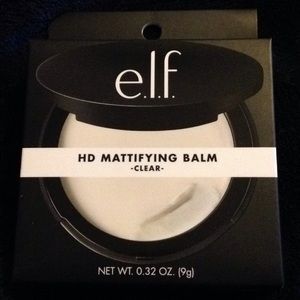 e.l.f.
HD MATTIFYING BALM
-CLEAR-
NET WT. 0.32 OZ. (9g)